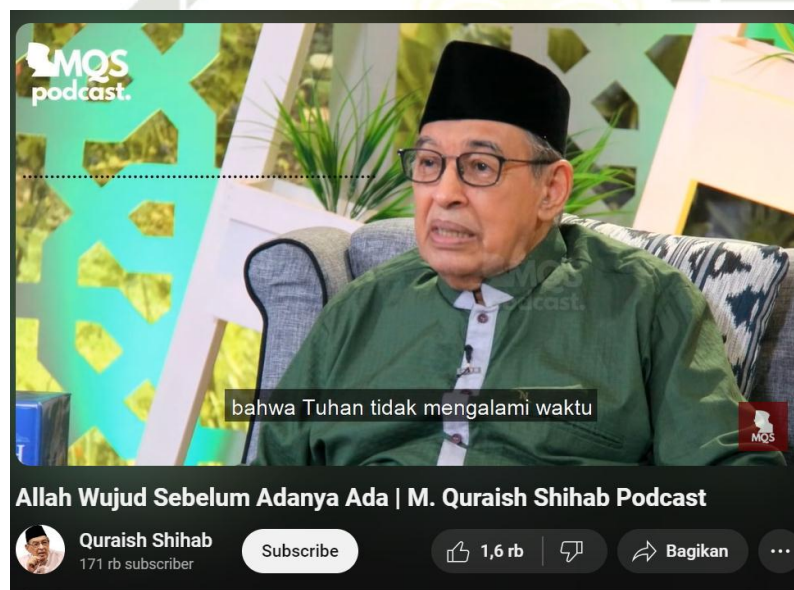 MQS
podcast.
MQS
podcast.
bahwa Tuhan tidak mengalami waktu
MQS
Allah Wujud Sebelum Adanya Ada | M. Quraish Shihab Podcast
Quraish Shihab
171 rb subscriber
Subscribe
1,6 rb
Bagikan